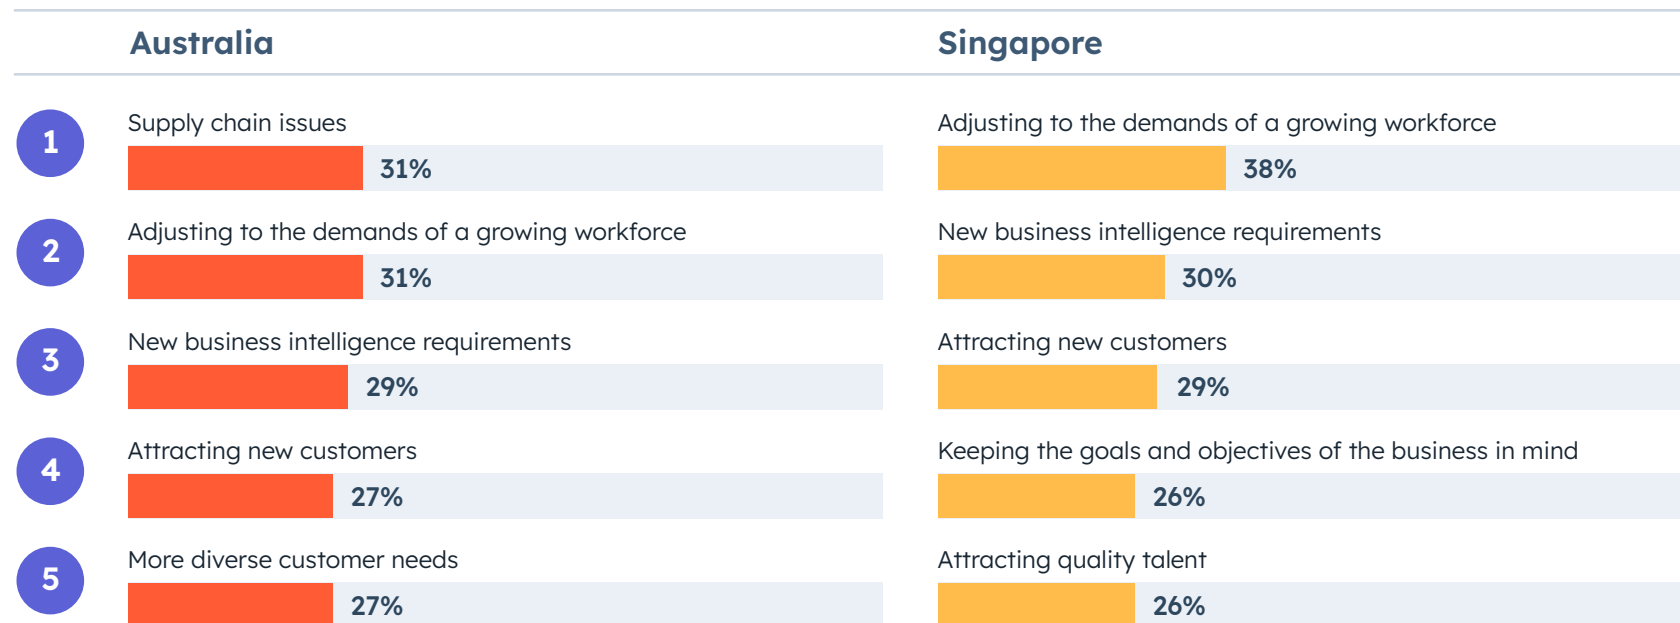 Australia Singapore
1
Supply chain issues Adjusting to the demands of a growing workforce
31% 38%
2
Adjusting to the demands of a growing workforce New business intelligence requirements
31% 30%
3
New business intelligence requirements Attracting new customers
29% 29%
4
Attracting new customers Keeping the goals and objectives of the business in mind
27% 26%
5
More diverse customer needs Attracting quality talent
27% 26%